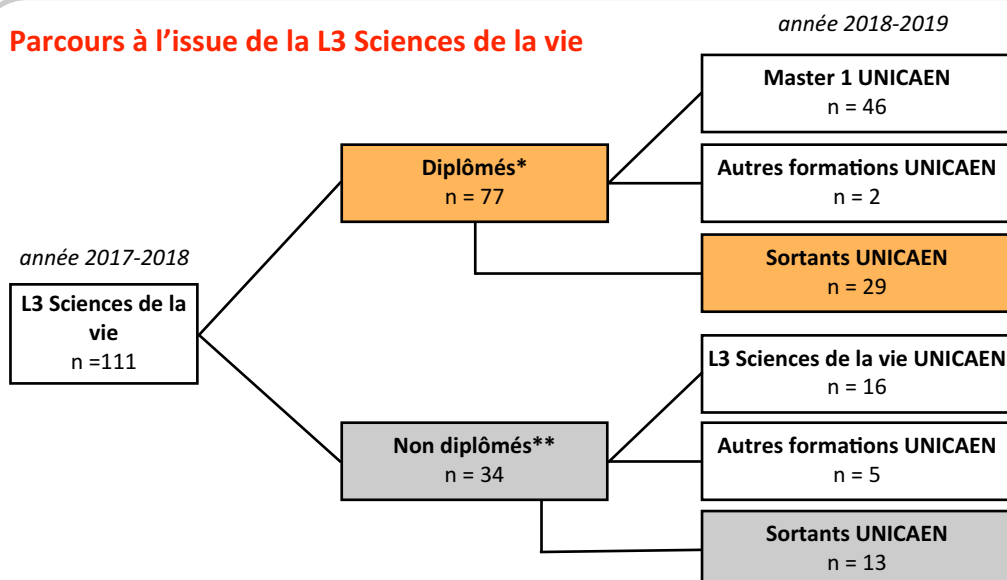 Parcours à l'issue de la L3 Sciences de la vie
année 2018-2019
Master 1 UNICAEN
n = 46
Diplômés*
n = 77
Autres formations UNICAEN
n = 2
Sortants UNICAEN
n = 29
année 2017-2018
L3 Sciences de la
vie
n =111
L3 Sciences de la vie UNICAEN
n = 16
Non diplômés**
n = 34
Autres formations UNICAEN
n = 5
Sortants UNICAEN
n = 13